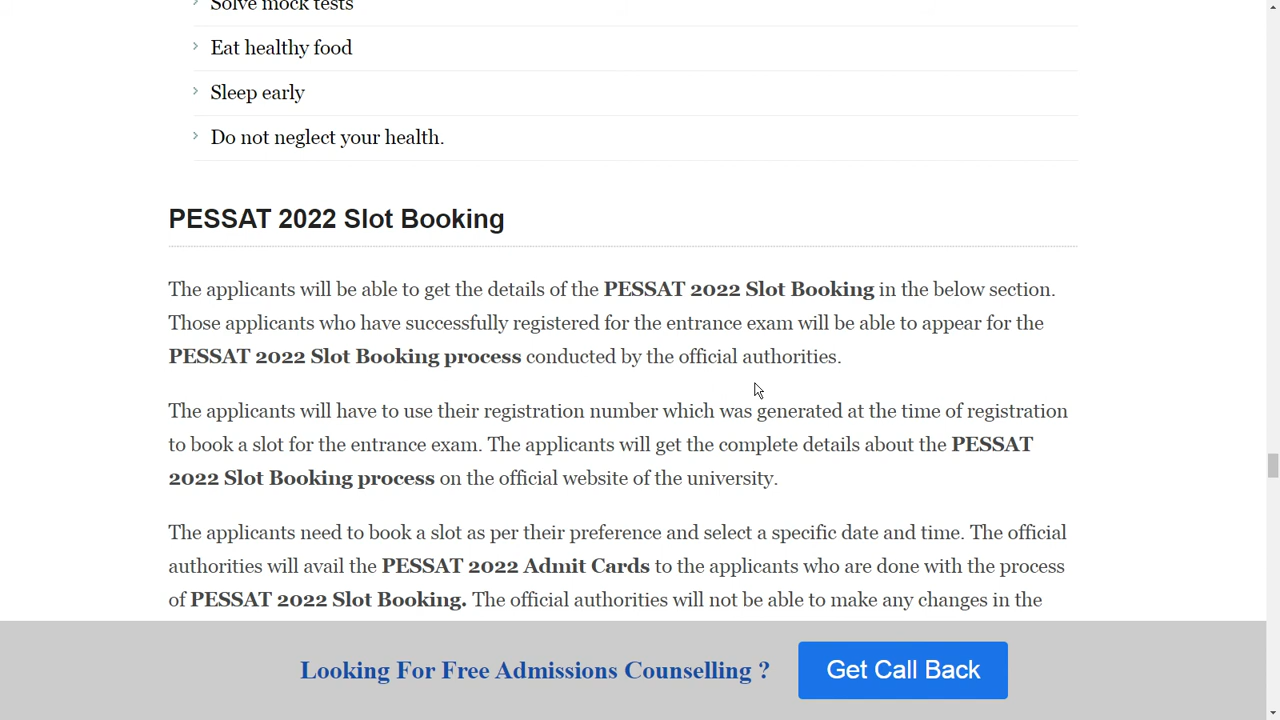 Solve mock tests
Eat healthy food
Sleep early
Do not neglect your health.
PESSAT 2022 Slot Booking
The applicants will be able to get the details of the PESSAT 2022 Slot Booking in the below section.
Those applicants who have successfully registered for the entrance exam will be able to appear for the
PESSAT 2022 Slot Booking process conducted by the official authorities.
The applicants will have to use their registration number which was generated at the time of registration
to book a slot for the entrance exam. The applicants will get the complete details about the PESSAT
2022 Slot Booking process on the official website of the university.
The applicants need to book a slot as per their preference and select a specific date and time. The official
authorities will avail the PESSAT 2022 Admit Cards to the applicants who are done with the process
of PESSAT 2022 Slot Booking. The official authorities will not be able to make any changes in the
Looking For Free Admissions Counselling ?
Get Call Back